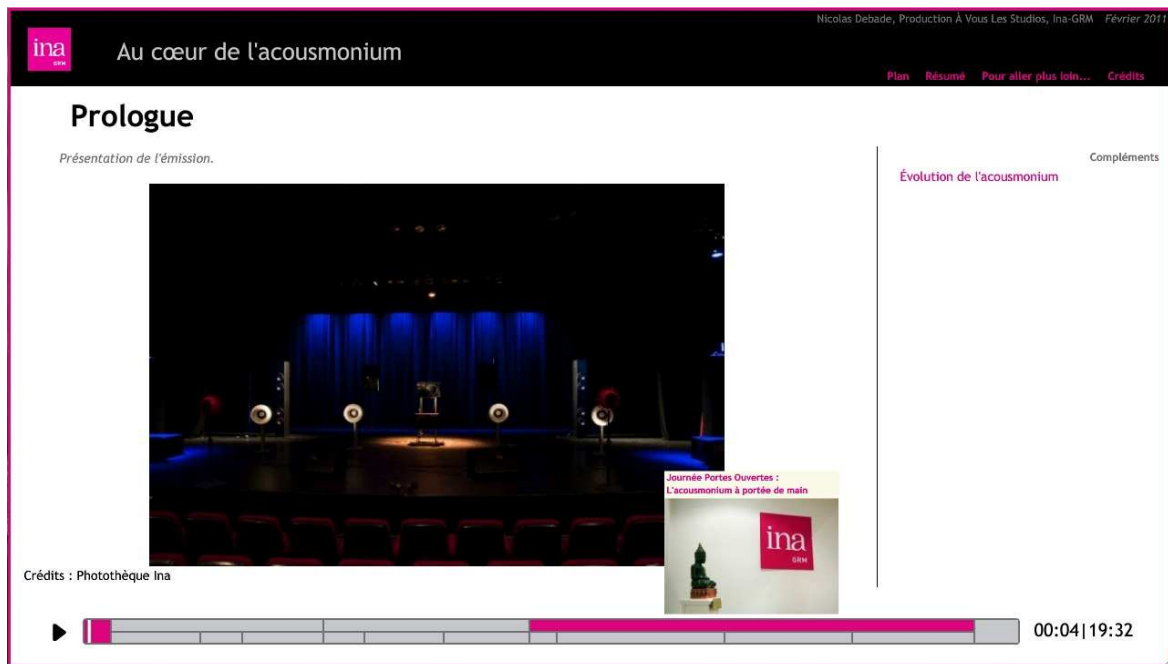 Nicolas Debade, Production À Vous Les Studios, Ina-GRM Février 2011
ina
GRM
Au cœur de l'acousmonium
Plan Résumé Pour aller plus loin... Crédits
Prologue
Présentation de l'émission.
Compléments
Évolution de l'acousmonium
Journée Portes Ouvertes :
L'acousmonium à portée de main
ina
GRM
Crédits : Photothèque Ina
00:04|19:32